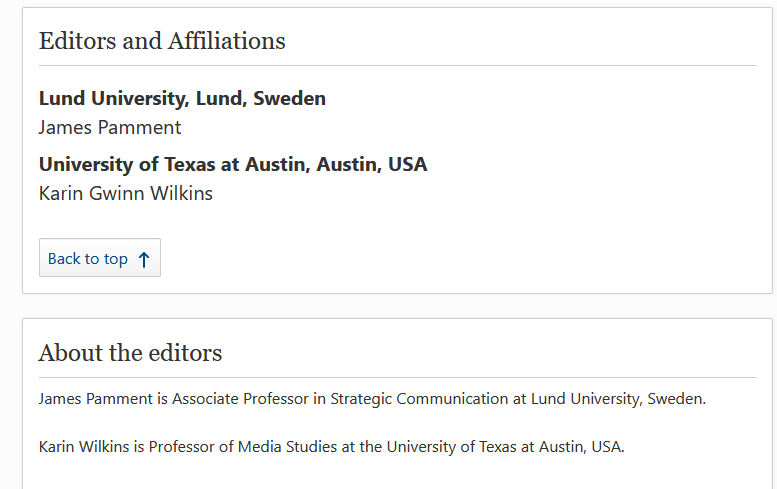 Editors and Affiliations
Lund University, Lund, Sweden
James Pamment
University of Texas at Austin, Austin, USA
Karin Gwinn Wilkins
Back to top ↑
About the editors
James Pamment is Associate Professor in Strategic Communication at Lund University, Sweden.
Karin Wilkins is Professor of Media Studies at the University of Texas at Austin, USA.